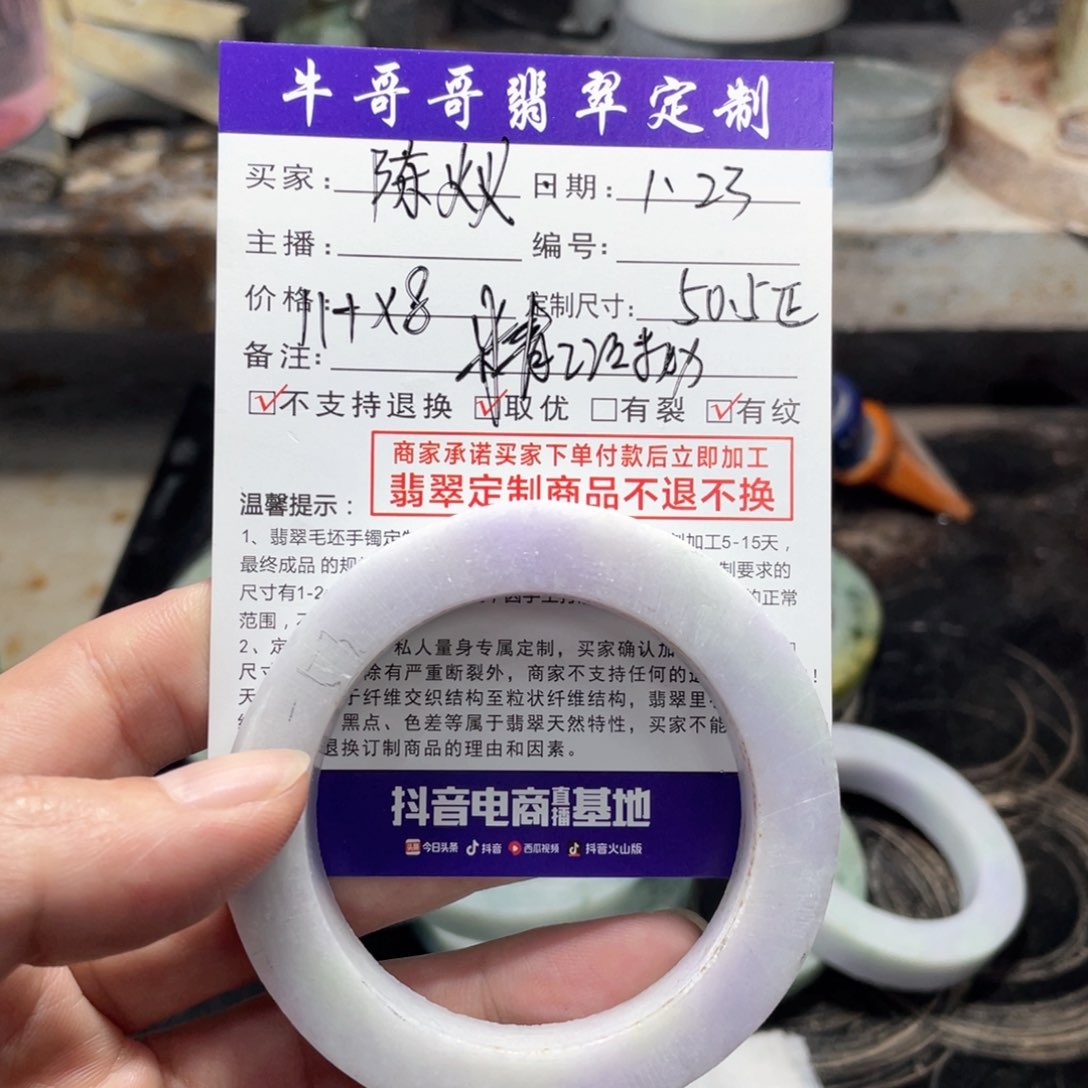 牛哥哥翡翠定制
买家: 陈 日期: 1.23
主播: 编号:
价格: 11+X8 定制尺寸: 50.5正
备注:
不支持退换 取优 有裂 有纹
商家承诺买家下单付款后立即加工
翡翠定制商品不退不换
温馨提示:
1、翡翠毛坯手镯定 加工5-15天,
最终成品的规 制要求的
尺寸有1-2 的正常
范围,
2、定 私人量身专属定制,买家确认加
尺寸 除有严重断裂外,商家不支持任何的 !
天 于纤维交织结构至粒状纤维结构,翡翠里
黑点、色差等属于翡翠天然特性,买家不能
退换订制商品的理由和因素。
抖音电商直播基地
头条 今日头条 抖音 西瓜视频 抖音火山版